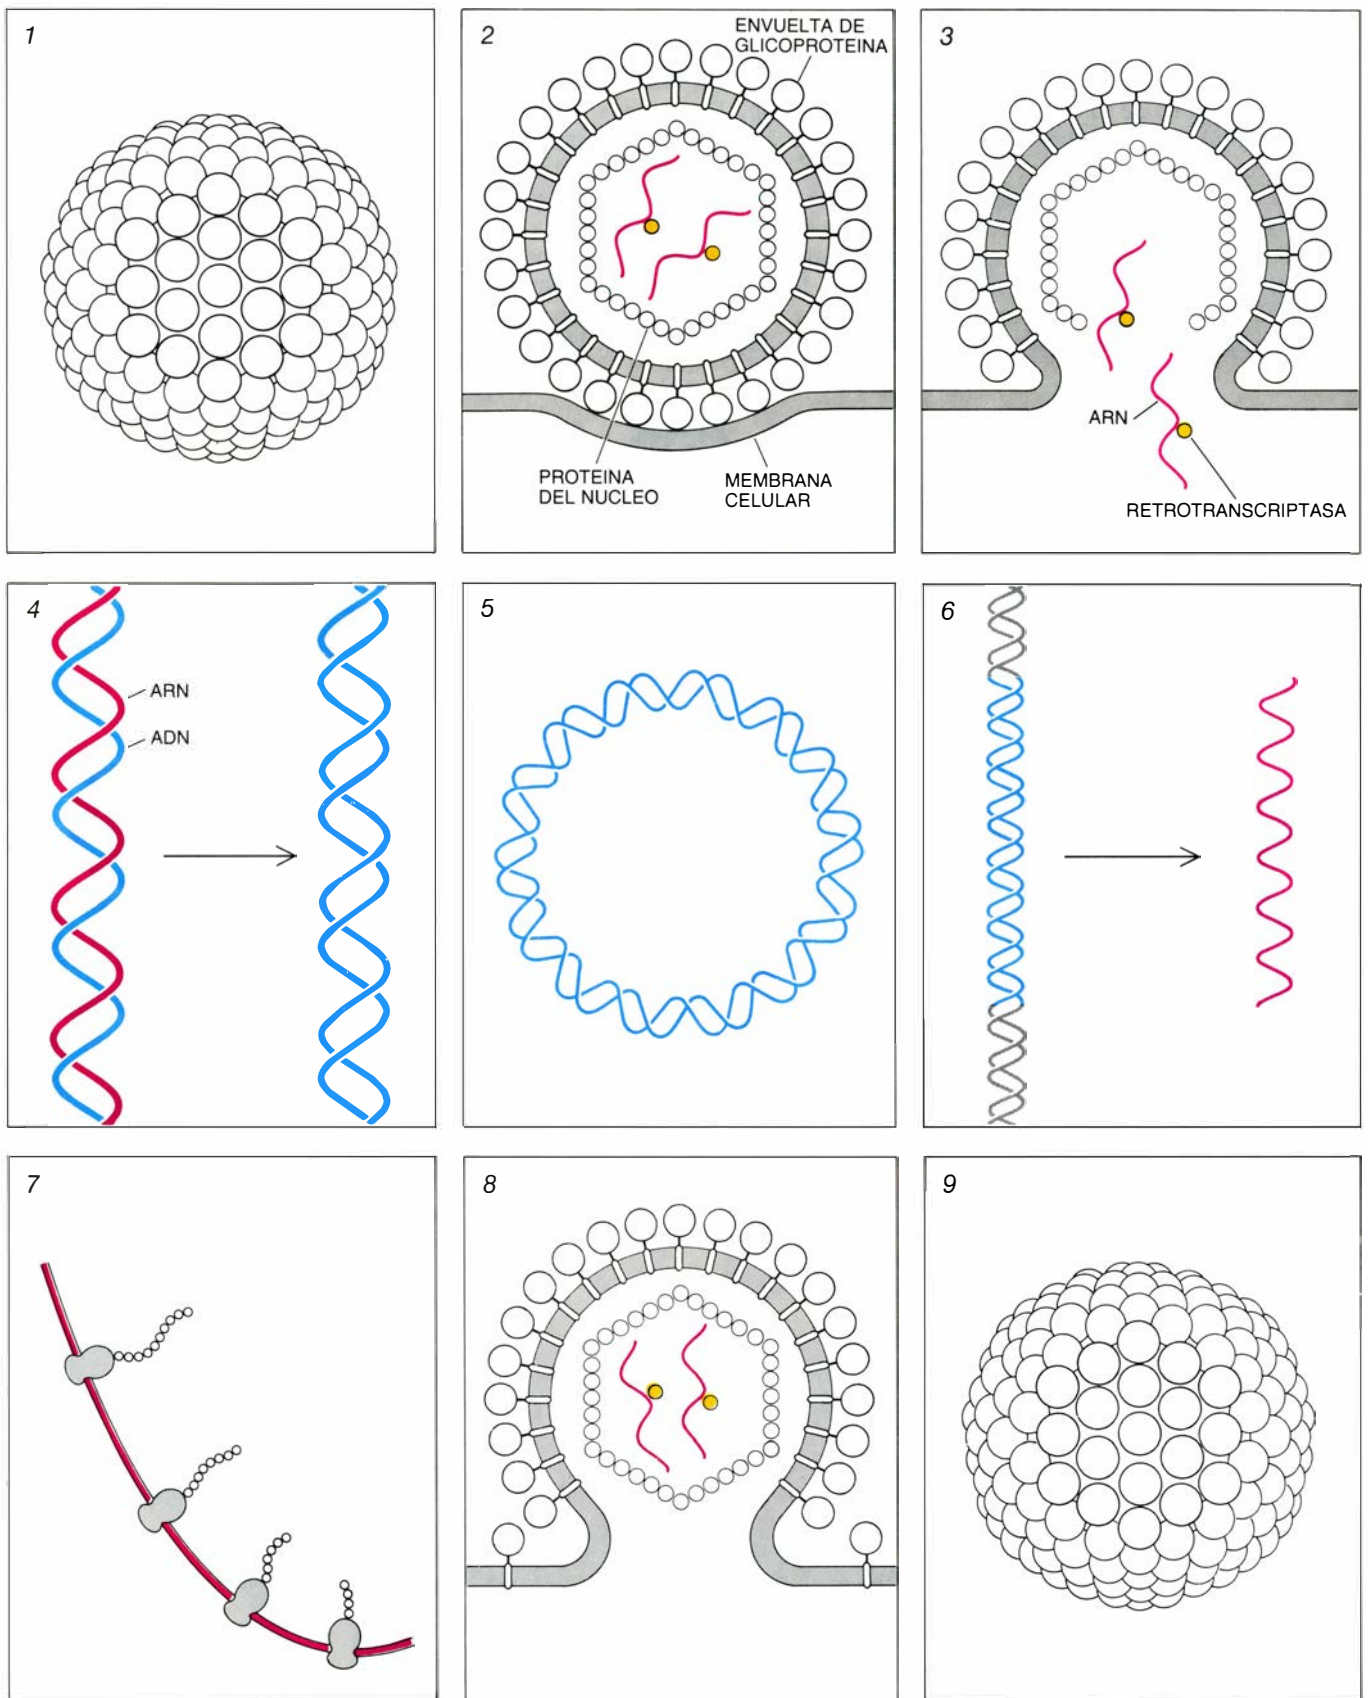 1
2
ENVUELTA DE
GLICOPROTEINA
PROTEINA
DEL NUCLEO
MEMBRANA
CELULAR
3
ARN
RETROTRANSCRIPTASA
4
ARN
ADN
5
6
7
8
9